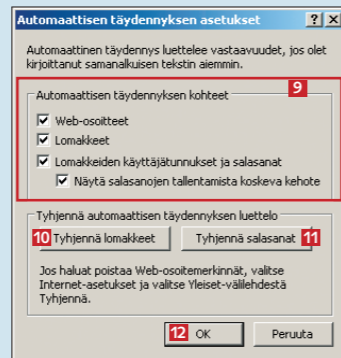 Automaattisen täydennyksen asetukset
Automaattinen täydennys luettelee vastaavuudet, jos olet
kirjoittanut samanalkuisen tekstin aiemmin.
9
Automaattisen täydennyksen kohteet
Web-osoitteet
Lomakkeet
Lomakkeiden käyttäjätunnukset ja salasanat
Näytä salasanojen tallentamista koskeva kehote
Tyhjennä automaattisen täydennyksen luettelo
10 Tyhjennä lomakkeet Tyhjennä salasanat 11
Jos haluat poistaa Web-osoitemerkinnät, valitse
Internet-asetukset ja valitse Yleiset-välilehdestä
Tyhjennä.
12 OK Peruuta